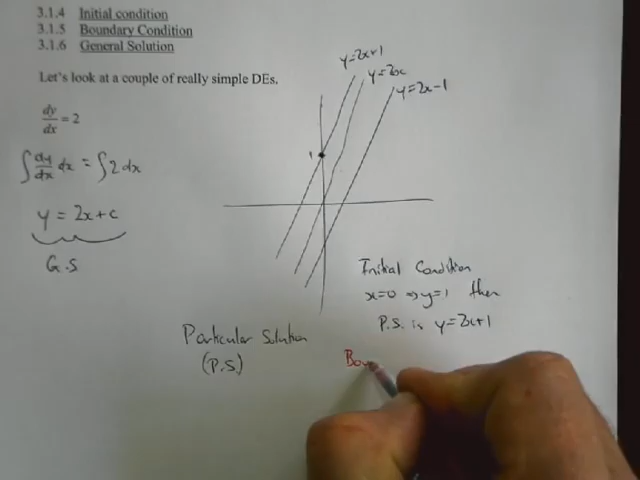 3.1.4 Initial condition
3.1.5 Boundary Condition
3.1.6 General Solution
Let's look at a couple of really simple DEs.
dy/dx = 2
∫ dy/dx dx = ∫ 2 dx
y = 2x + c
G.S
y=2x+1
y=2x
y=2x-1
1
Initial Condition
x=0 ⇒ y=1 then
P.S. is y=2x+1
Particular Solution
(P.S)
Bou